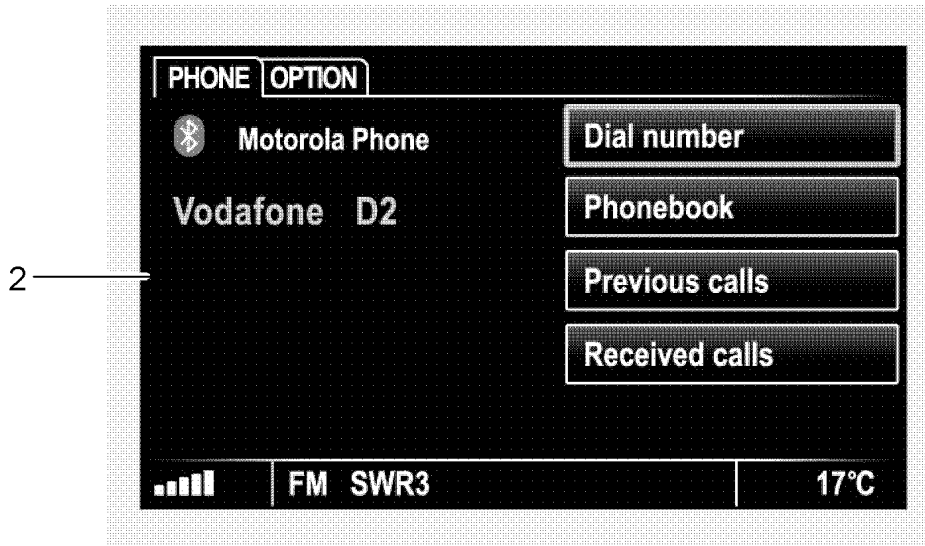 PHONE OPTION
Motorola Phone
Dial number
Vodafone D2
Phonebook
2
Previous calls
Received calls
FM SWR3
17°C